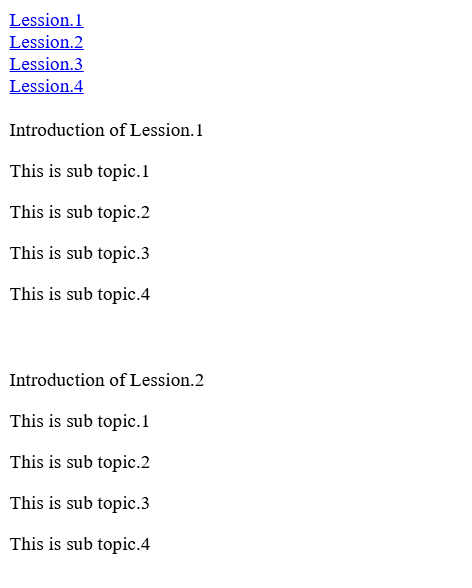 Lession.1
Lession.2
Lession.3
Lession.4
Introduction of Lession.1
This is sub topic.1
This is sub topic.2
This is sub topic.3
This is sub topic.4
Introduction of Lession.2
This is sub topic.1
This is sub topic.2
This is sub topic.3
This is sub topic.4